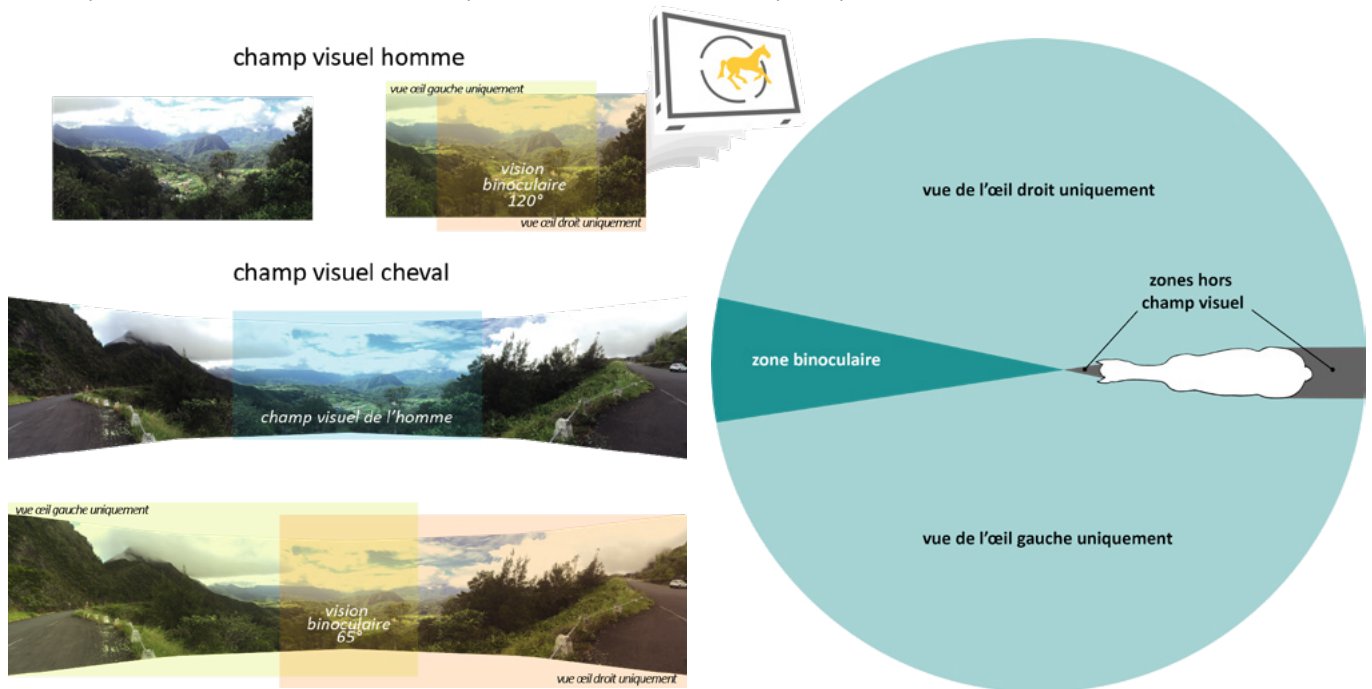 champ visuel homme
vue œil gauche uniquement
vision
binoculaire
120°
vue œil droit uniquement
champ visuel cheval
champ visuel de l'homme
vue œil gauche uniquement
vision
binoculaire
65°
vue œil droit uniquement
vue de l'œil droit uniquement
zones hors
champ visuel
zone binoculaire
vue de l'œil gauche uniquement